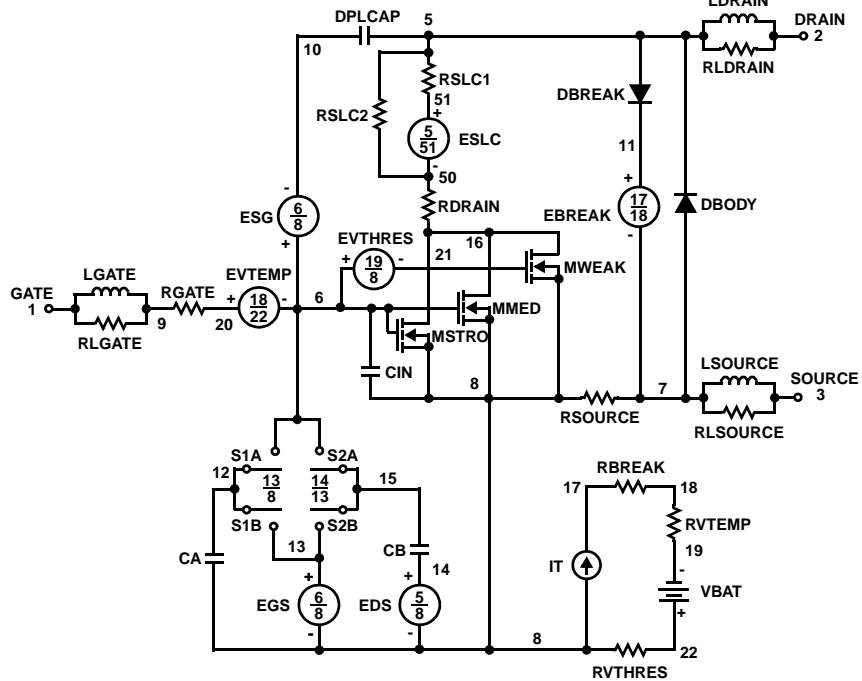 LDRAIN
DPLCAP 5 DRAIN
10 2
RSLC1 RLDRAIN
51 DBREAK
RSLC2 +
5
51 ESLC 11
-
50
- +
ESG 6
8 RDRAIN EBREAK 17
18 DBODY
+ EVTHRES 16 -
+ 19
8 - 21 MWEAK
LGATE EVTEMP
GATE RGATE + 18
22 - 6 MMED
1 9 20 MSTRO
RLGATE LSOURCE
CIN 8 7 SOURCE
RSOURCE 3
RLSOURCE
S1A S2A
12 13
8 14
13 15 RBREAK
17 18
S1B S2B RVTEMP
13 CB 19
CA 14 IT -
+ + VBAT
EGS 6
8 EDS 5
8 +
- - 8 22
RVTHRES